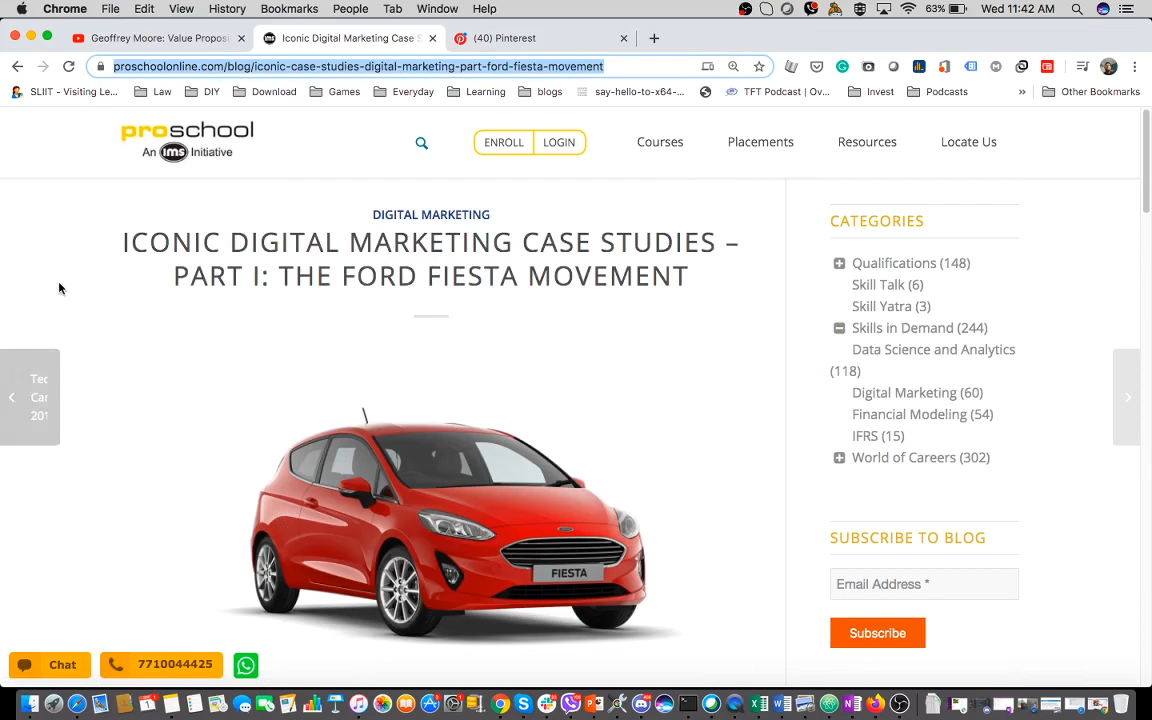 Chrome File Edit View History Bookmarks People Tab Window Help 63% Wed 11:42 AM
Geoffrey Moore: Value Propos Iconic Digital Marketing Case S (40) Pinterest
proschoolonline.com/blog/iconic-case-studies-digital-marketing-part-ford-fiesta-movement
SLIIT - Visiting Le... Law DIY Download Games Everyday Learning blogs say-hello-to-x64-... TFT Podcast | Ov... Invest Podcasts » Other Bookmarks
proschool
An ims Initiative
ENROLL LOGIN Courses Placements Resources Locate Us
DIGITAL MARKETING
ICONIC DIGITAL MARKETING CASE STUDIES –
PART I: THE FORD FIESTA MOVEMENT
CATEGORIES
Qualifications (148)
Skill Talk (6)
Skill Yatra (3)
Skills in Demand (244)
Data Science and Analytics
(118)
Digital Marketing (60)
Financial Modeling (54)
IFRS (15)
World of Careers (302)
Tec
Car
201
FIESTA
SUBSCRIBE TO BLOG
Email Address *
Subscribe
Chat 7710044425